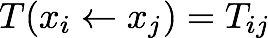 T(x_i ← x_j) = T_{ij}